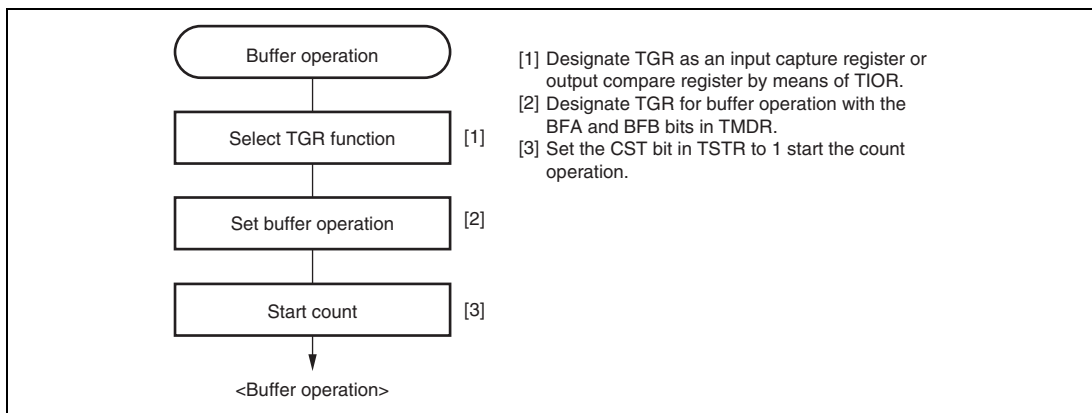 Buffer operation
Select TGR function
[1]
Set buffer operation
[2]
Start count
[3]
<Buffer operation>
[1] Designate TGR as an input capture register or
output compare register by means of TIOR.
[2] Designate TGR for buffer operation with the
BFA and BFB bits in TMDR.
[3] Set the CST bit in TSTR to 1 start the count
operation.